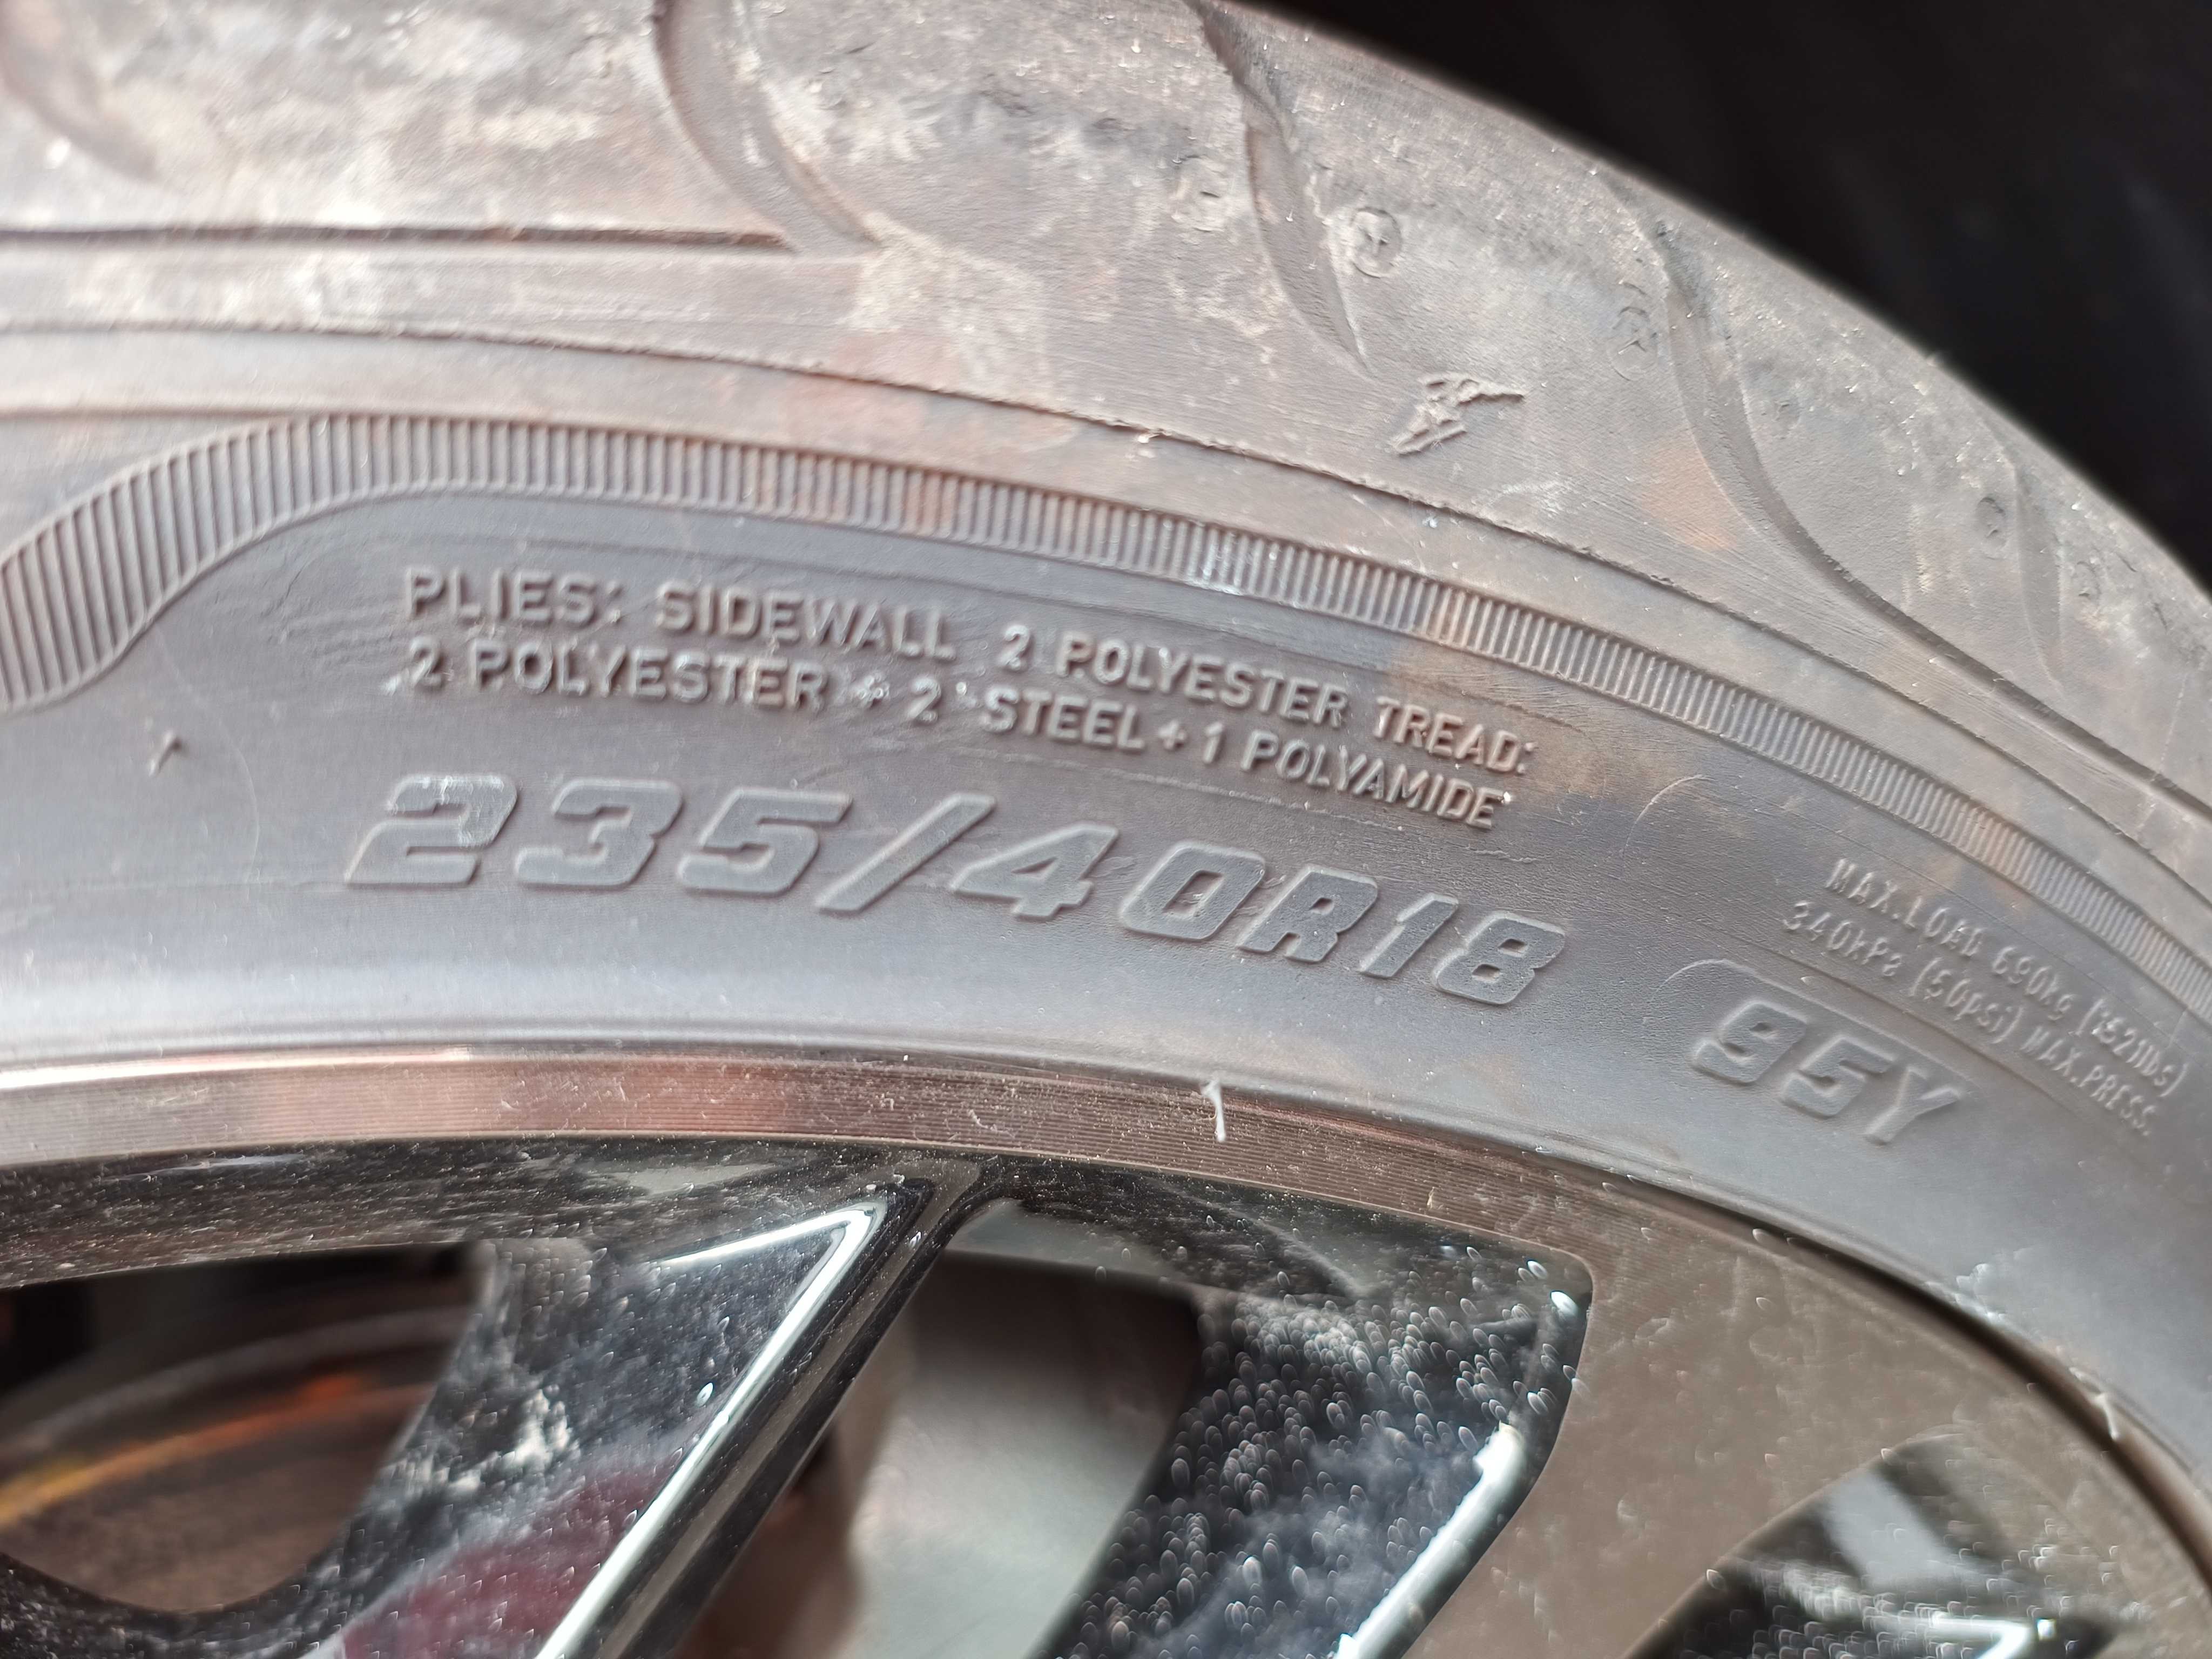 PLIES: SIDEWALL 2 POLYESTER TREAD:
2 POLYESTER + 2 STEEL + 1 POLYAMIDE
235/40R18
95Y
MAX.LOAD 690kg (1521lbs)
340kPa (50psi) MAX.PRESS.